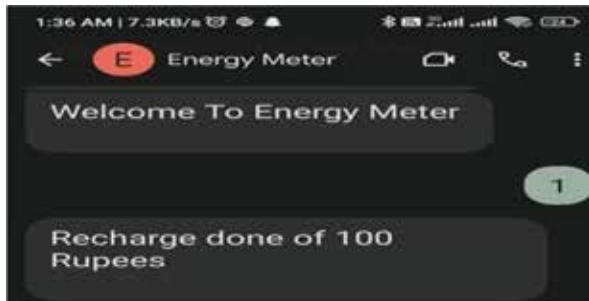 1:36 AM | 7.3KB/s
E Energy Meter
Welcome To Energy Meter
1
Recharge done of 100
Rupees